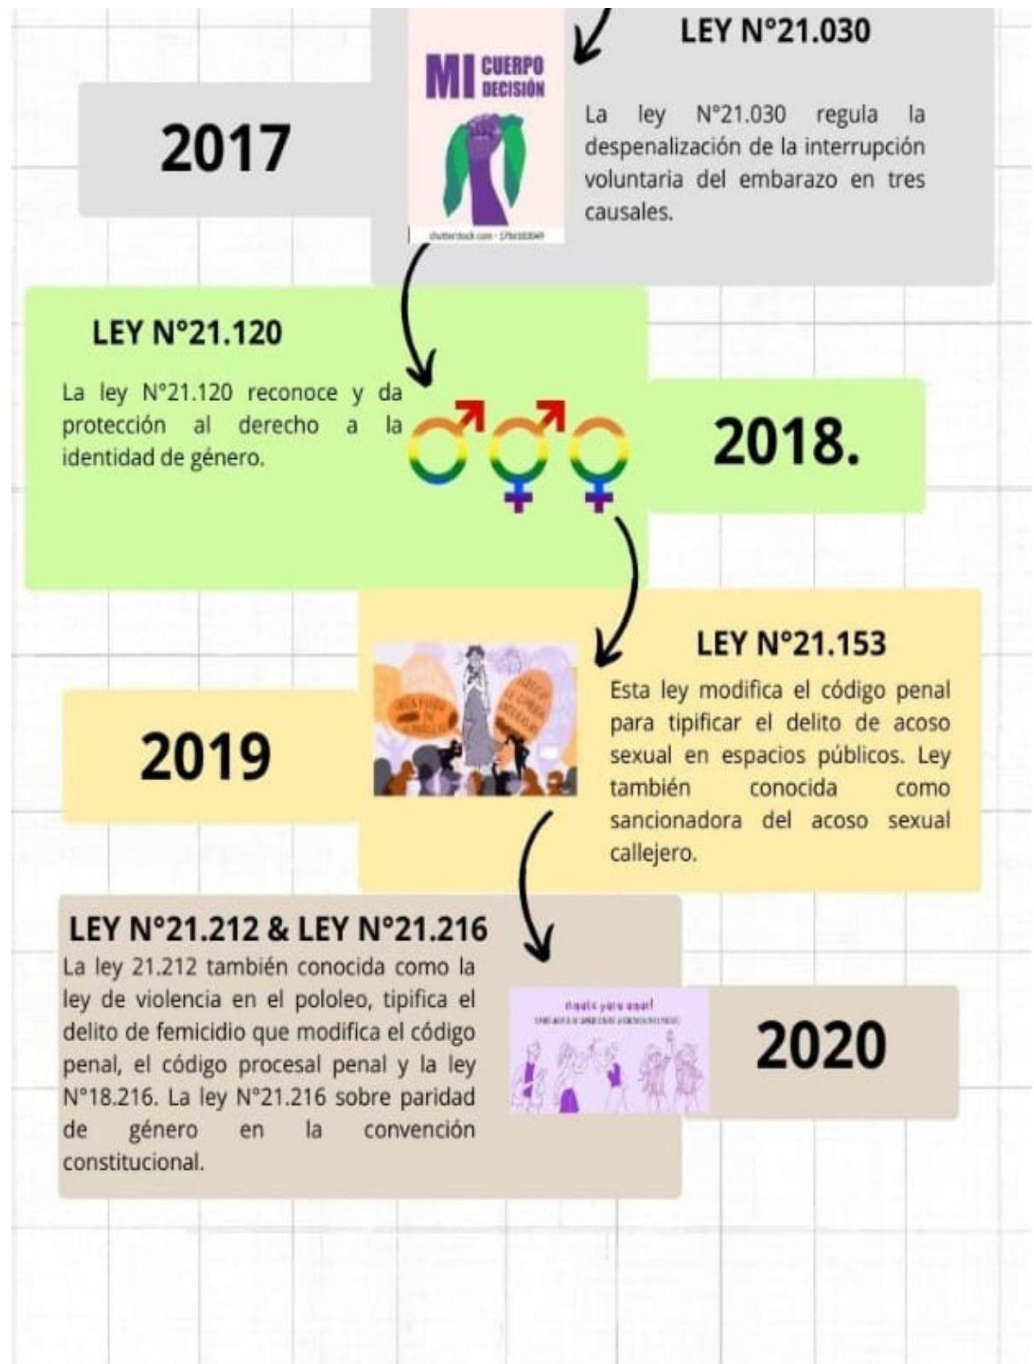 LEY N°21.030
MI CUERPO
DECISIÓN
2017
La ley N°21.030 regula la
despenalización de la interrupción
voluntaria del embarazo en tres
causales.
LEY N°21.120
La ley N°21.120 reconoce y da
protección al derecho a la
identidad de género.
2018.
LEY N°21.153
Esta ley modifica el código penal
para tipificar el delito de acoso
sexual en espacios públicos. Ley
también conocida como
sancionadora del acoso sexual
callejero.
2019
LEY N°21.212 & LEY N°21.216
La ley 21.212 también conocida como la
ley de violencia en el pololeo, tipifica el
delito de femicidio que modifica el código
penal, el código procesal penal y la ley
N°18.216. La ley N°21.216 sobre paridad
de género en la convención
constitucional.
2020